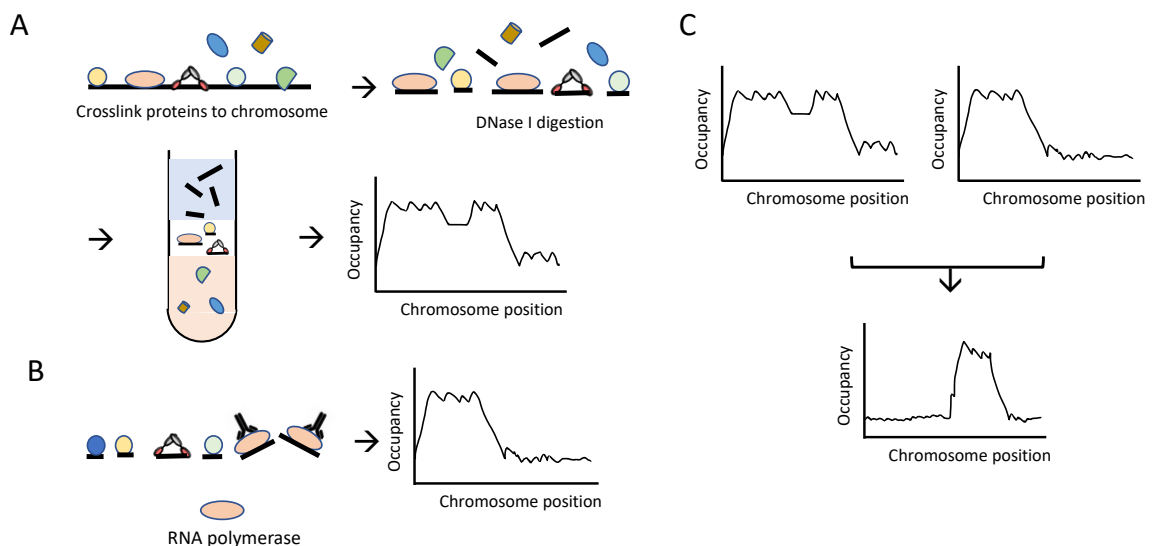 A
Crosslink proteins to chromosome
DNase I digestion
Occupancy
Chromosome position
B
RNA polymerase
Occupancy
Chromosome position
C
Occupancy
Chromosome position
Occupancy
Chromosome position
Occupancy
Chromosome position